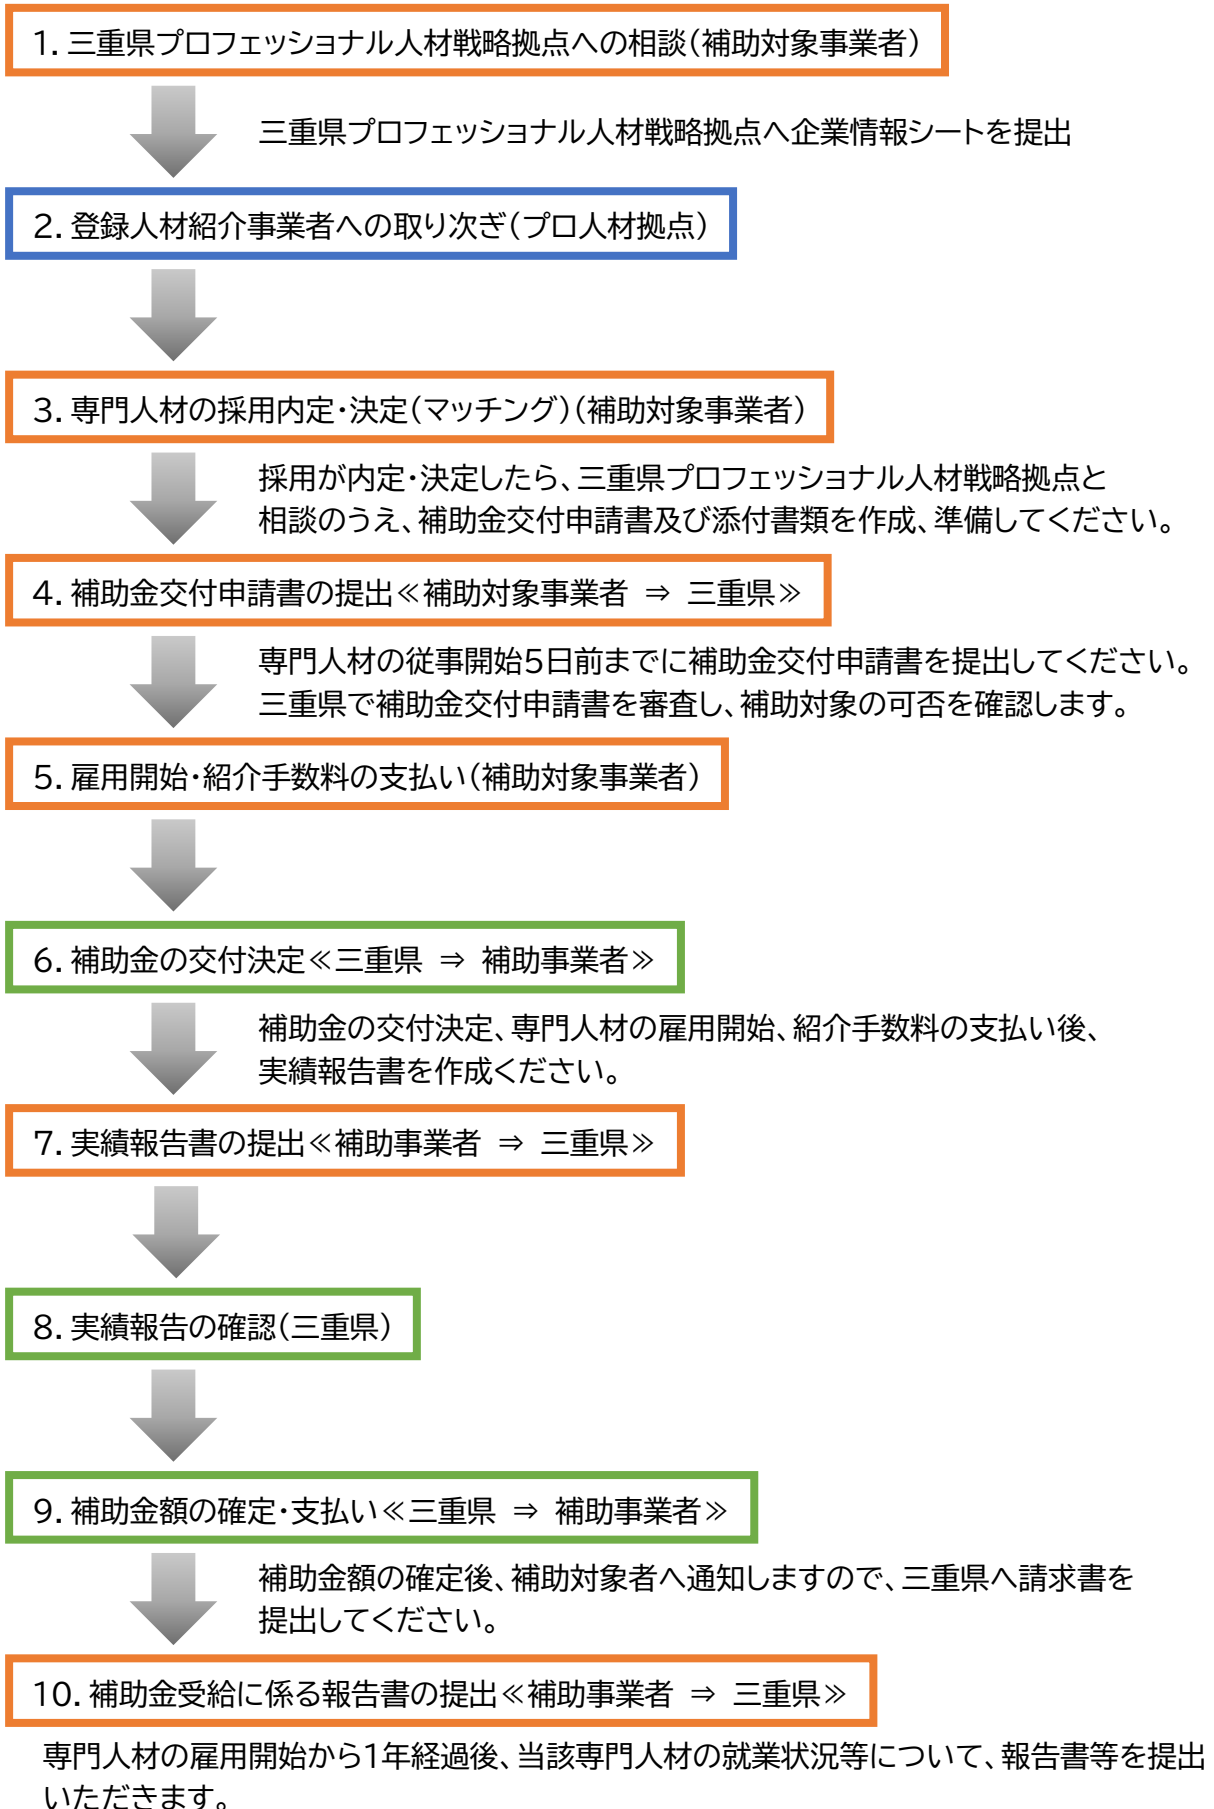 1．三重県プロフェッショナル人材戦略拠点への相談（補助対象事業者）
三重県プロフェッショナル人材戦略拠点へ企業情報シートを提出
2．登録人材紹介事業者への取り次ぎ（プロ人材拠点）
3．専門人材の採用内定・決定（マッチング）（補助対象事業者）
採用が内定・決定したら、三重県プロフェッショナル人材戦略拠点と
相談のうえ、補助金交付申請書及び添付書類を作成、準備してください。
4．補助金交付申請書の提出≪補助対象事業者 ⇒ 三重県≫
専門人材の従事開始5日前までに補助金交付申請書を提出してください。
三重県で補助金交付申請書を審査し、補助対象の可否を確認します。
5．雇用開始・紹介手数料の支払い（補助対象事業者）
6．補助金の交付決定≪三重県 ⇒ 補助事業者≫
補助金の交付決定、専門人材の雇用開始、紹介手数料の支払い後、
実績報告書を作成ください。
7．実績報告書の提出≪補助事業者 ⇒ 三重県≫
8．実績報告の確認（三重県）
9．補助金額の確定・支払い≪三重県 ⇒ 補助事業者≫
補助金額の確定後、補助対象者へ通知しますので、三重県へ請求書を
提出してください。
10．補助金受給に係る報告書の提出≪補助事業者 ⇒ 三重県≫
専門人材の雇用開始から1年経過後、当該専門人材の就業状況等について、報告書等を提出
いただきます。